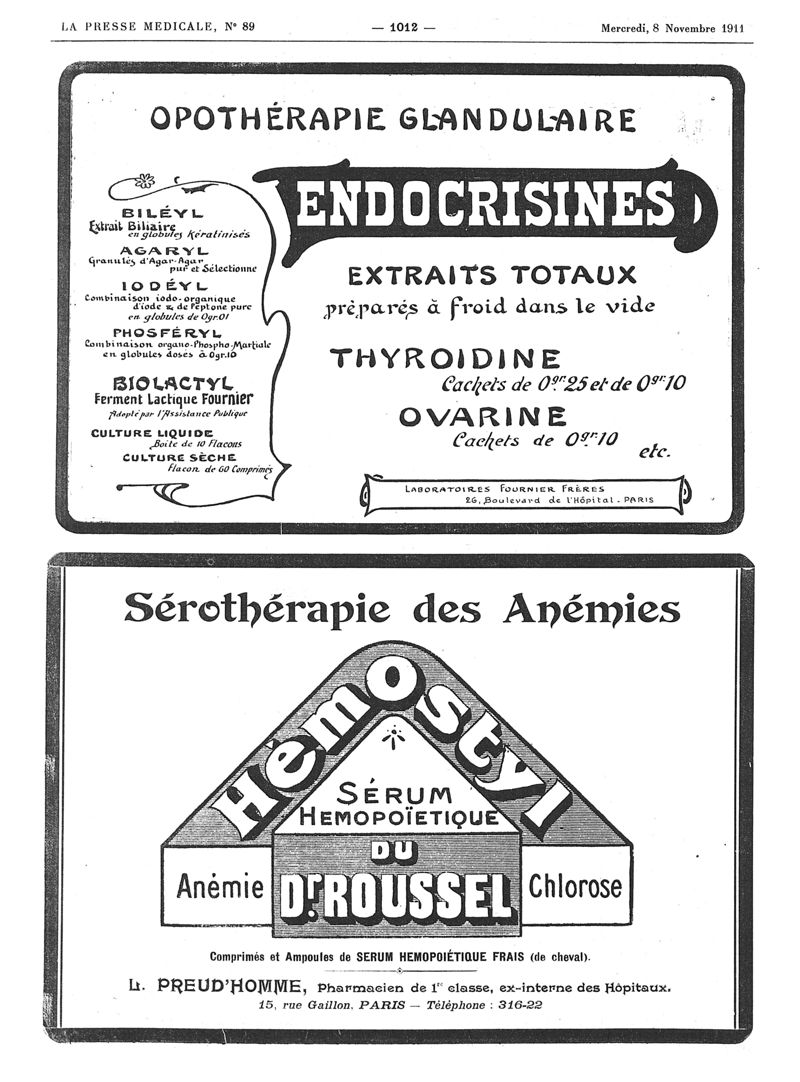 LA PRESSE MEDICALE, N° 89
— 1012 —
Mercredi, 8 Novembre 1911
OPOTHÉRAPIE GLANDULAIRE
BILÉYL
Extrait Biliaire
en globules Kératinisés
AGARYL
Granulés d'Agar-Agar
pur et Sélectionne
IODÉYL
Combinaison iodo-organique
d'iode & de Peptone pure
en globules de 0gr.01
PHOSFÉRYL
Combinaison organo-Phospho-Martiale
en globules dosés à 0gr.10
BIOLACTYL
Ferment Lactique Fournier
Adopté par l'Assistance Publique
CULTURE LIQUIDE
Boîte de 10 Flacons
CULTURE SÈCHE
Flacon de 60 Comprimés
ENDOCRISINES
EXTRAITS TOTAUX
préparés à froid dans le vide
THYROIDINE
Cachets de 0gr.25 et de 0gr.10
OVARINE
Cachets de 0gr.10
etc.
LABORATOIRES FOURNIER FRÈRES
26, Boulevard de l'Hôpital - PARIS
Sérothérapie des Anémies
Hémostyl
SÉRUM
HEMOPOÏETIQUE
DU
Dr. ROUSSEL
Anémie
Chlorose
Comprimés et Ampoules de SERUM HEMOPOIÉTIQUE FRAIS (de cheval).
L. PREUD'HOMME, Pharmacien de 1re classe, ex-interne des Hôpitaux.
15, rue Gaillon, PARIS — Téléphone : 316-22